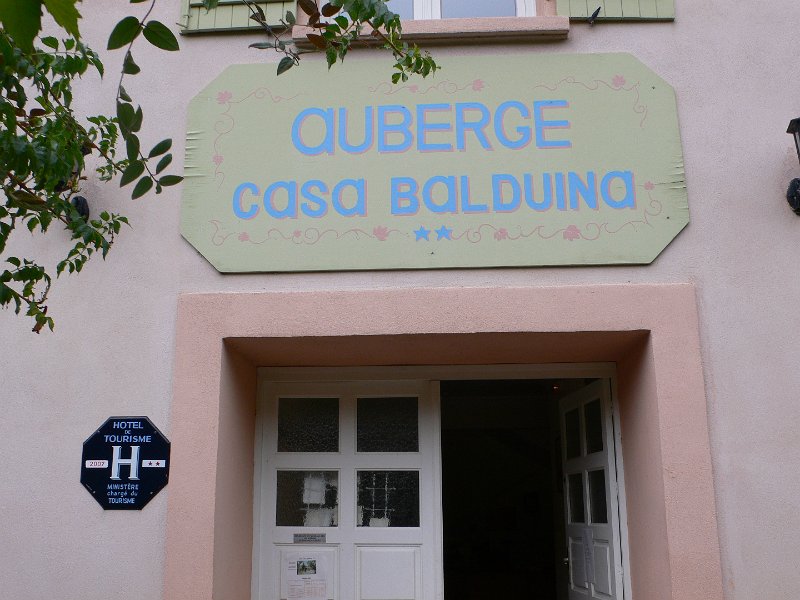 AUBERGE
Casa BALDUINa
HOTEL
DE
TOURISME
2007
H
MINISTÈRE
chargé du
TOURISME